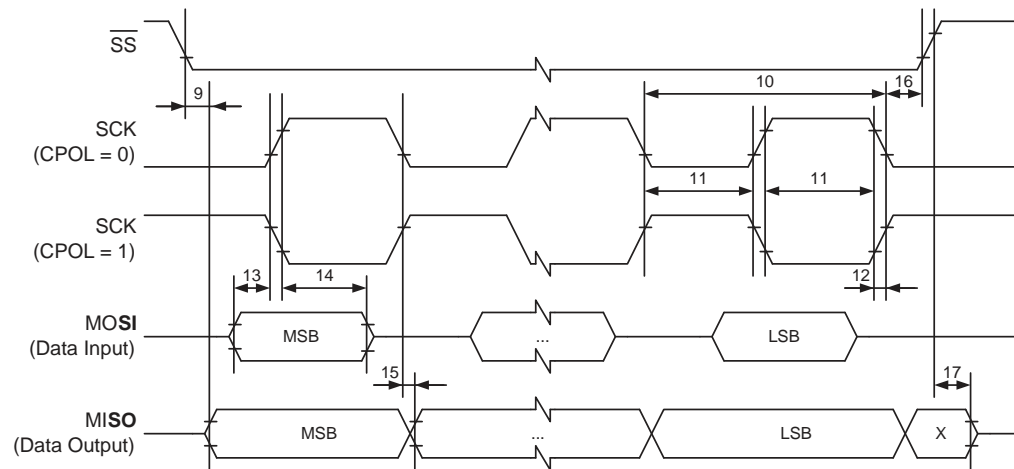 SS
9
10
16
SCK
(CPOL = 0)
11
11
SCK
(CPOL = 1)
13
14
12
MOSI
(Data Input)
MSB
...
LSB
15
17
MISO
(Data Output)
MSB
...
LSB
X